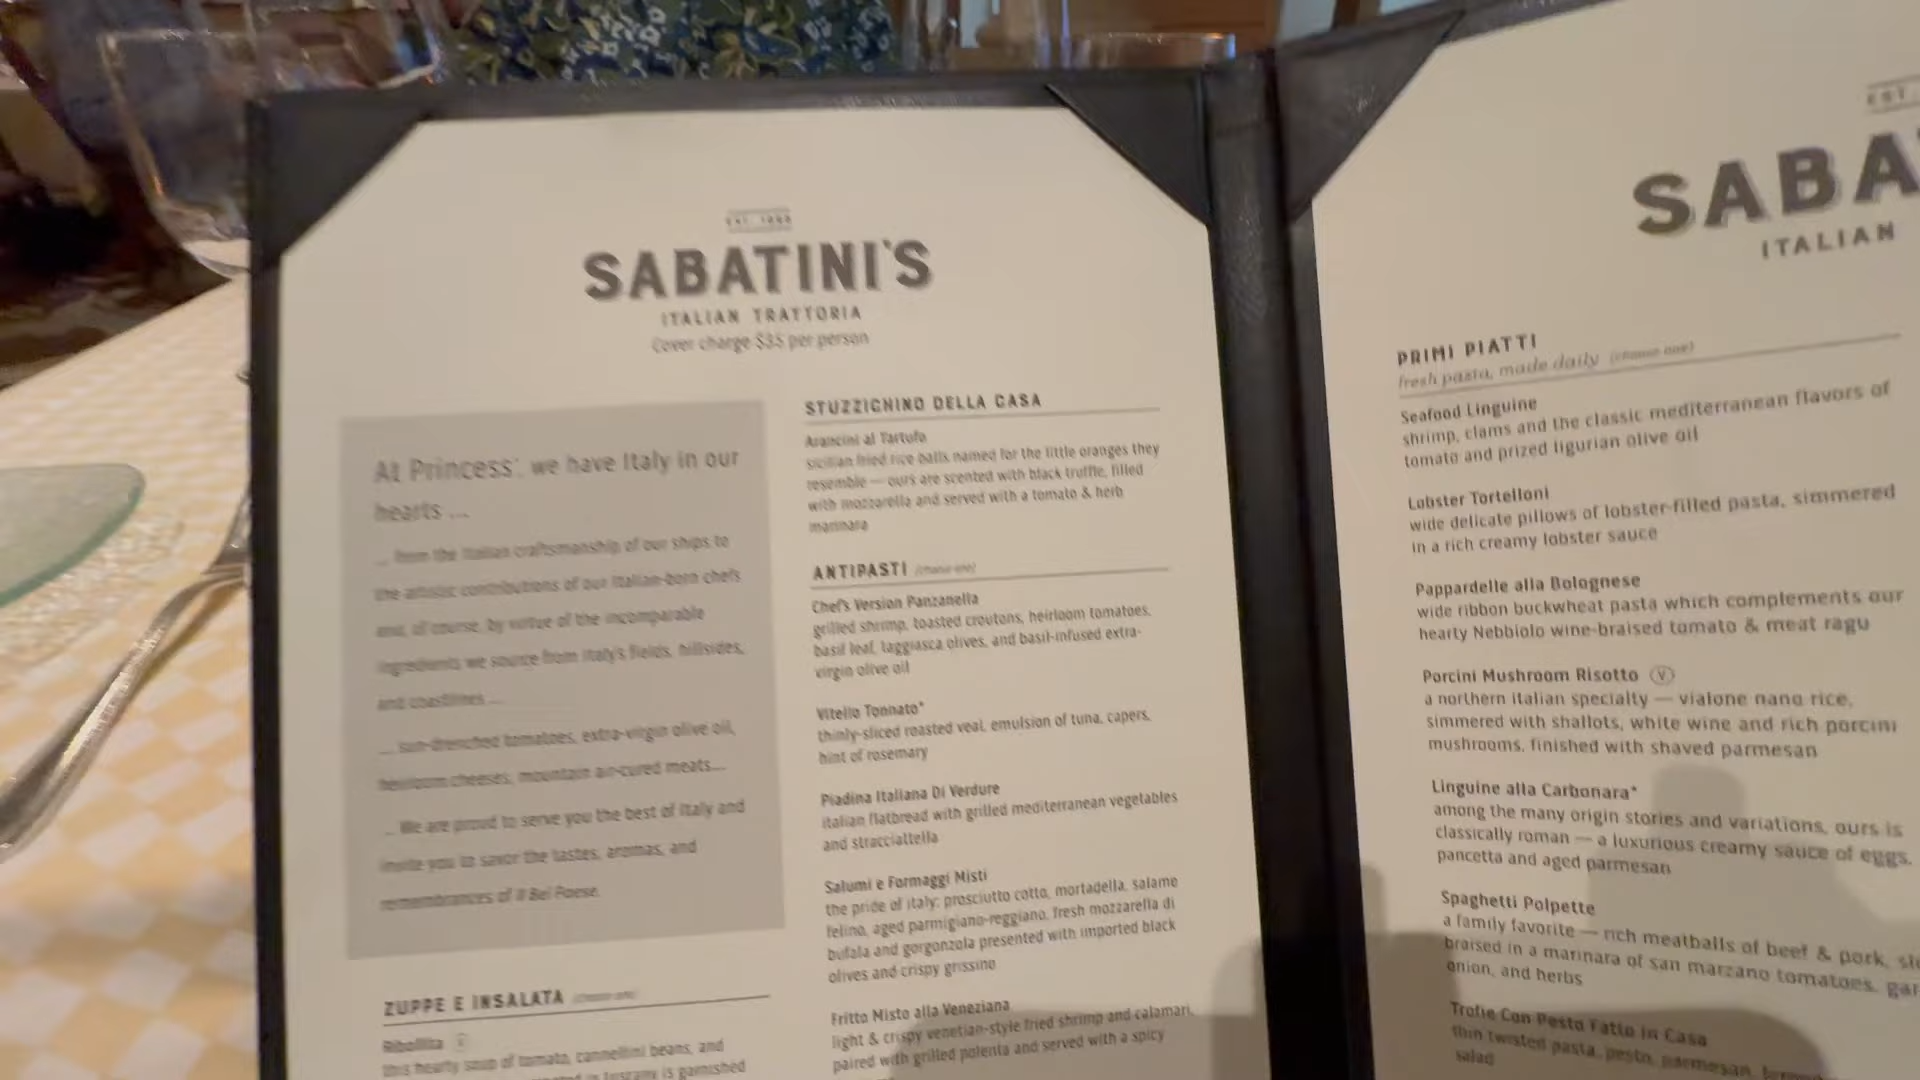 SABATINI'S
ITALIAN TRATTORIA
Cover charge $35 per person
At Princess®, we have Italy in our
hearts ...
... from the Italian craftsmanship of our ships to
the artistic contributions of our Italian-born chefs
and, of course, by virtue of the incomparable
ingredients we source from Italy's fields, hillsides,
and coastlines ...
... sun-drenched tomatoes, extra-virgin olive oil,
heirloom cheeses, mountain air-cured meats...
... We are proud to serve you the best of Italy and
invite you to savor the tastes, aromas, and
remembrances of Il Bel Paese.
ZUPPE E INSALATA (choose one)
Ribollita
this hearty soup of tomato, cannellini beans, and
in tuscany is garnished
STUZZICHINO DELLA CASA
Arancini al Tartufo
sicilian fried rice balls named for the little oranges they
resemble — ours are scented with black truffle, filled
with mozzarella and served with a tomato & herb
marinara
ANTIPASTI (choose one)
Chef's Version Panzanella
grilled shrimp, toasted croutons, heirloom tomatoes,
basil leaf, taggiasca olives, and basil-infused extra-
virgin olive oil
Vitello Tonnato*
thinly-sliced roasted veal, emulsion of tuna, capers,
hint of rosemary
Piadina Italiana Di Verdure
italian flatbread with grilled mediterranean vegetables
and stracciattella
Salumi e Formaggi Misti
the pride of italy: prosciutto cotto, mortadella, salame
felino, aged parmigiano-reggiano, fresh mozzarella di
bufala and gorgonzola presented with imported black
olives and crispy grissino
Fritto Misto alla Veneziana
light & crispy venetian-style fried shrimp and calamari,
paired with grilled polenta and served with a spicy
EST.
SABA
ITALIAN
PRIMI PIATTI
fresh pasta, made daily (choose one)
Seafood Linguine
shrimp, clams and the classic mediterranean flavors of
tomato and prized ligurian olive oil
Lobster Tortelloni
wide delicate pillows of lobster-filled pasta, simmered
in a rich creamy lobster sauce
Pappardelle alla Bolognese
wide ribbon buckwheat pasta which complements our
hearty Nebbiolo wine-braised tomato & meat ragu
Porcini Mushroom Risotto V
a northern italian specialty — vialone nano rice,
simmered with shallots, white wine and rich porcini
mushrooms, finished with shaved parmesan
Linguine alla Carbonara*
among the many origin stories and variations, ours is
classically roman — a luxurious creamy sauce of eggs,
pancetta and aged parmesan
Spaghetti Polpette
a family favorite — rich meatballs of beef & pork,
braised in a marinara of san marzano tomatoes,
onion, and herbs
Trofie Con Pesto Fatto in Casa
thin twisted pasta, pesto, parmesan,
salad